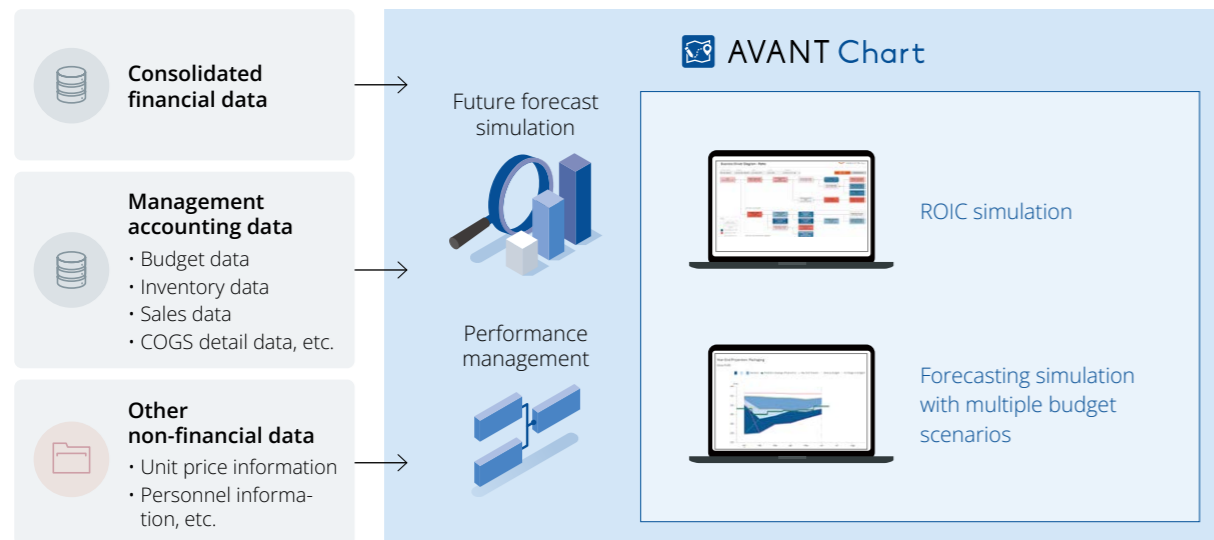 Consolidated
financial data
Management
accounting data
· Budget data
· Inventory data
· Sales data
· COGS detail data, etc.
Other
non-financial data
· Unit price information
· Personnel informa-
tion, etc.
AVANT Chart
Future forecast
simulation
Performance
management
ROIC simulation
Forecasting simulation
with multiple budget
scenarios